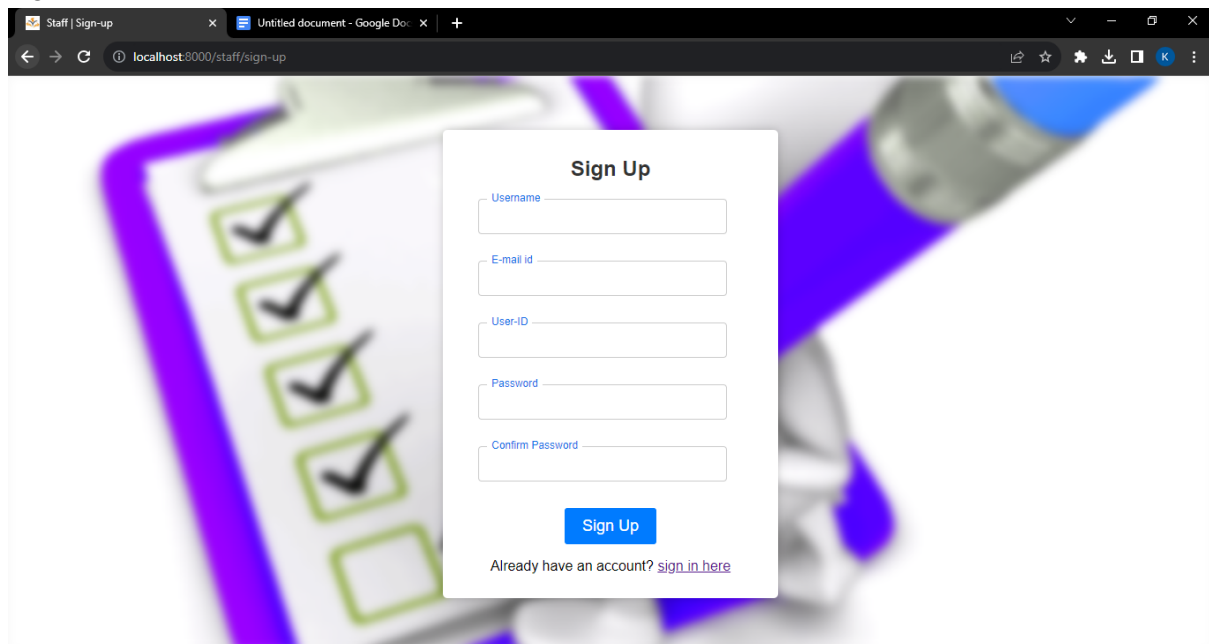 Staff | Sign-up
Untitled document - Google Doc
localhost:8000/staff/sign-up
K
Sign Up
Username
E-mail id
User-ID
Password
Confirm Password
Sign Up
Already have an account? sign in here